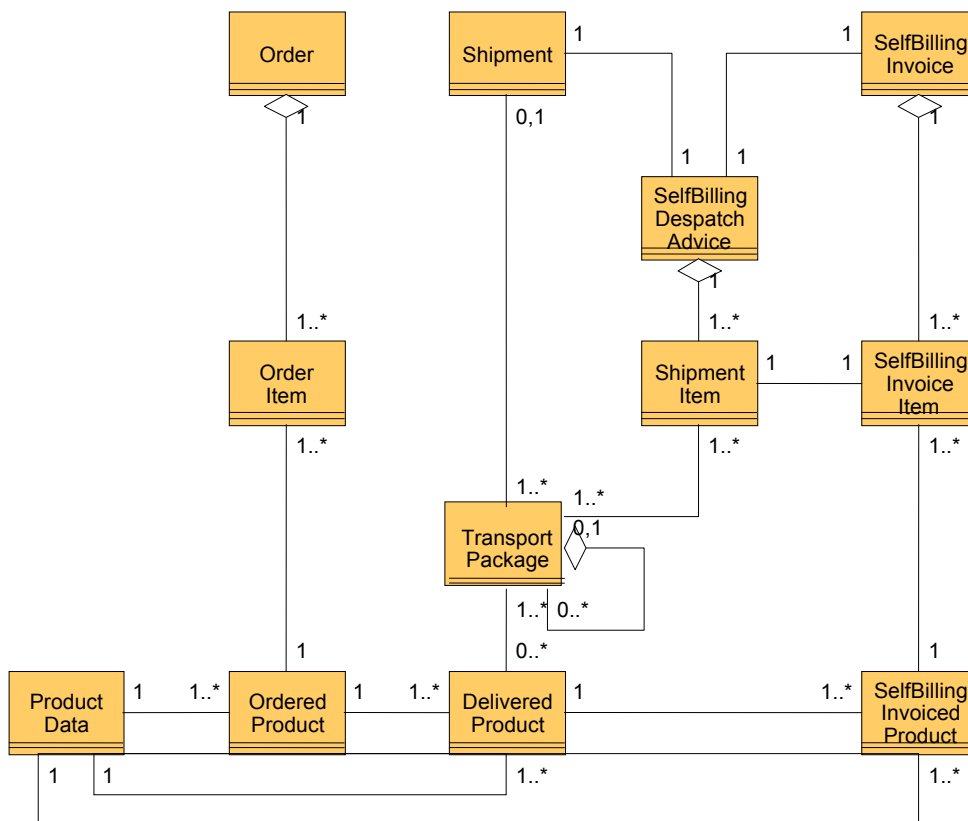 Order
Shipment
SelfBilling
Invoice
1
1
1
0,1
1
1
1
SelfBilling
Despatch
Advice
1
1..*
1..*
1..*
Order
Item
Shipment
Item
SelfBilling
Invoice
Item
1
1
1..*
1..*
1..*
1..*
1..*
0,1
Transport
Package
1..*
0..*
1
0..*
1
Product
Data
1
1..*
Ordered
Product
1
1..*
Delivered
Product
1
1..*
SelfBilling
Invoiced
Product
1
1
1..*
1..*